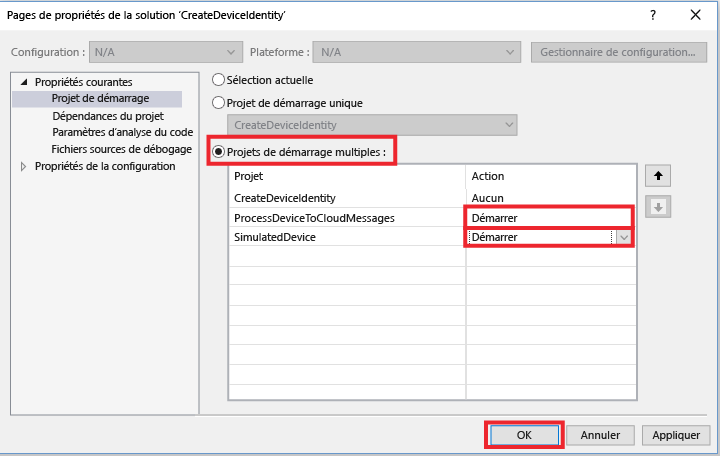 Pages de propriétés de la solution ‘CreateDeviceIdentity’ ?
Configuration : N/A Plateforme : N/A Gestionnaire de configuration...
Propriétés courantes
Projet de démarrage
Dépendances du projet
Paramètres d’analyse du code
Fichiers sources de débogage
Propriétés de la configuration
Sélection actuelle
Projet de démarrage unique
CreateDeviceIdentity
Projets de démarrage multiples :
Projet Action
CreateDeviceIdentity Aucun
ProcessDeviceToCloudMessages Démarrer
SimulatedDevice Démarrer
OK Annuler Appliquer